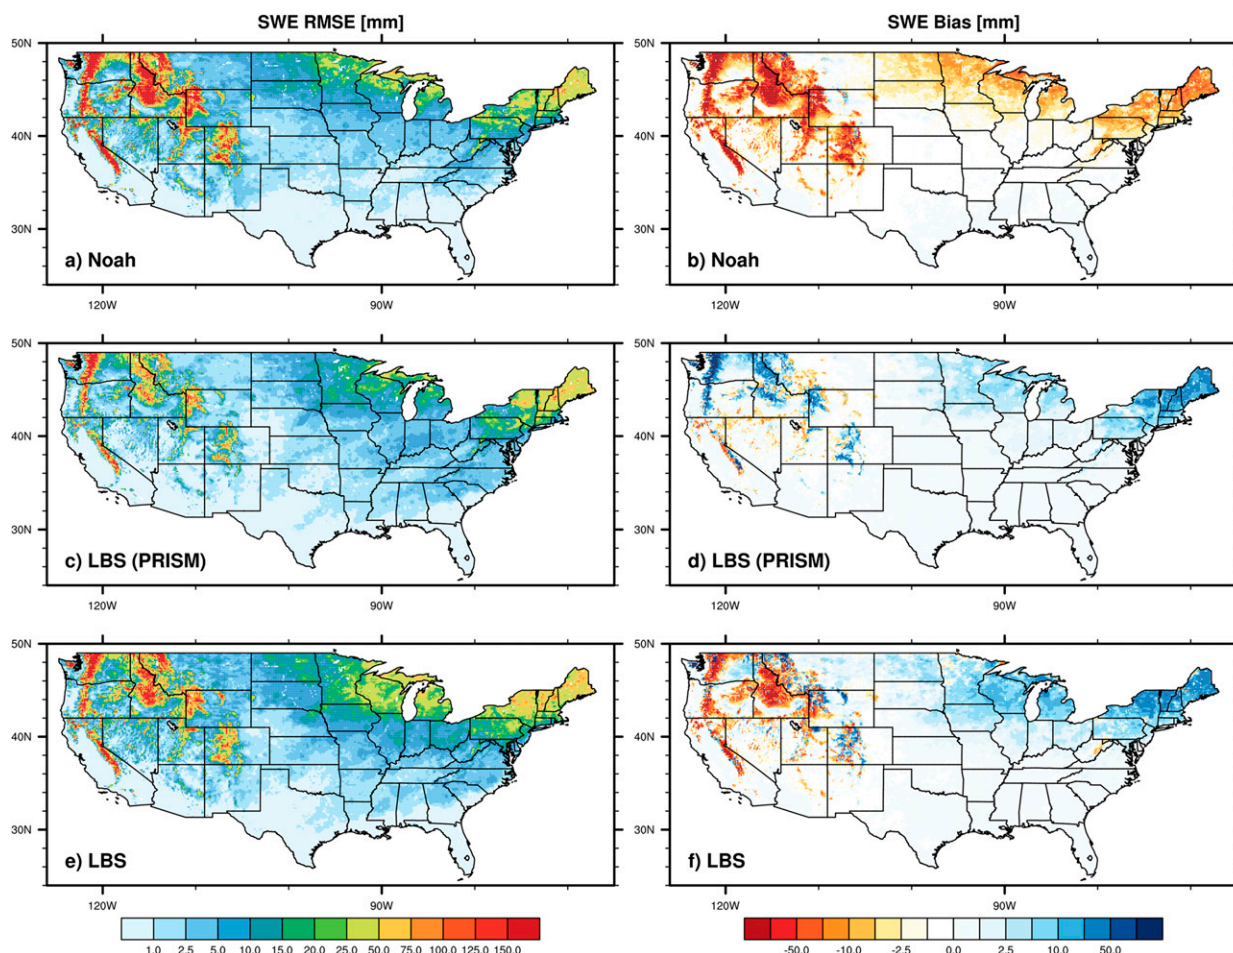 SWE RMSE [mm]
SWE Bias [mm]
50N
40N
30N
a) Noah
120W
90W
50N
40N
30N
b) Noah
120W
90W
50N
40N
30N
c) LBS (PRISM)
120W
90W
50N
40N
30N
d) LBS (PRISM)
120W
90W
50N
40N
30N
e) LBS
120W
90W
50N
40N
30N
f) LBS
120W
90W
1.0 2.5 5.0 10.0 15.0 20.0 25.0 50.0 75.0 100.0 125.0 150.0
-50.0 -10.0 -2.5 0.0 2.5 10.0 50.0